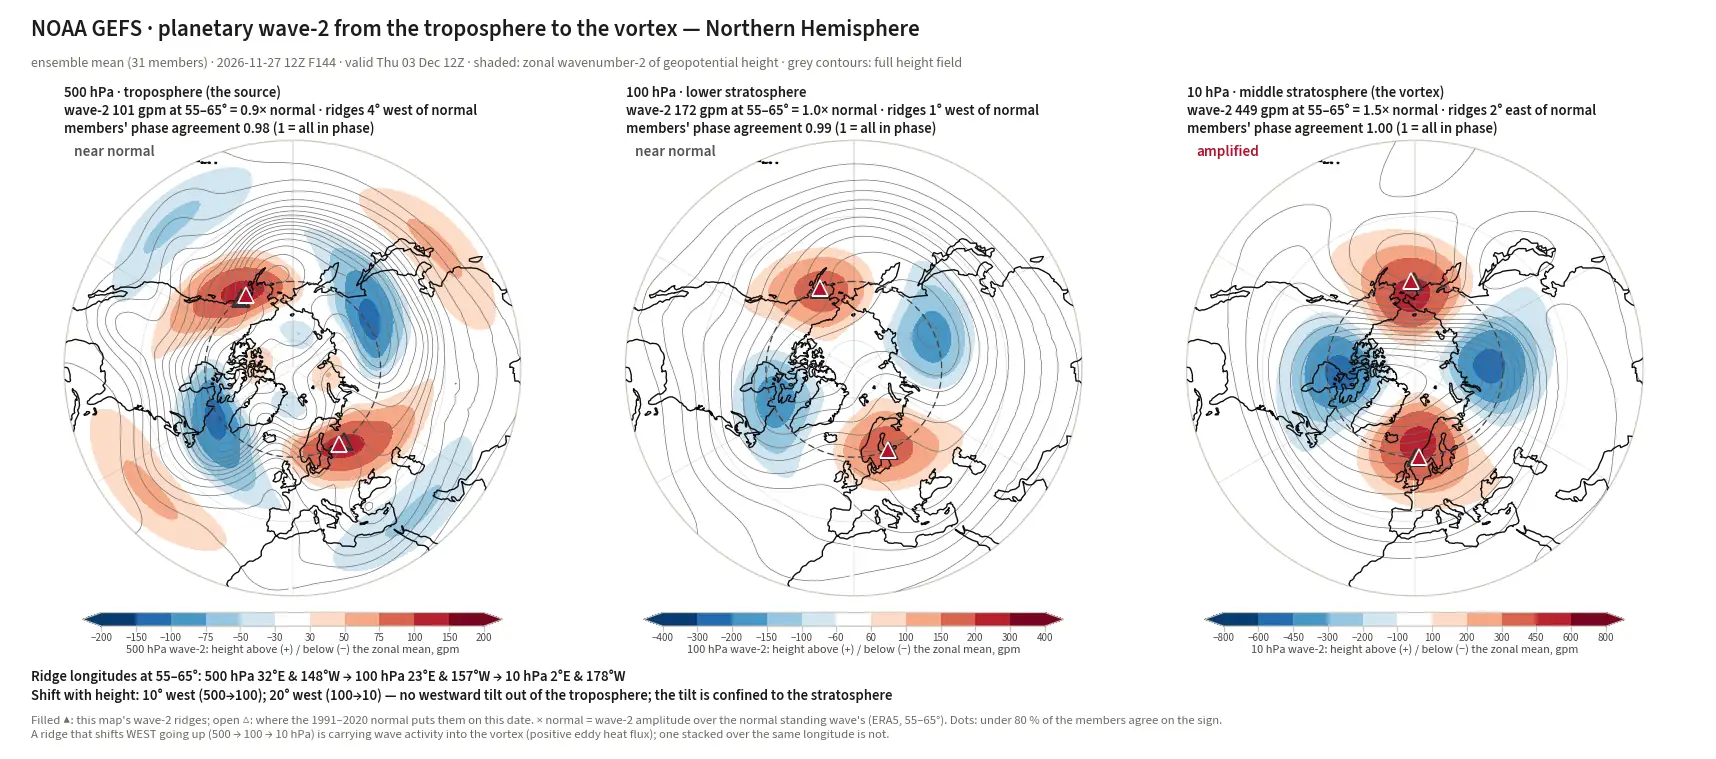 NOAA GEFS · planetary wave-2 from the troposphere to the vortex — Northern Hemisphere
ensemble mean (31 members) · 2026-11-27 12Z F144 · valid Thu 03 Dec 12Z · shaded: zonal wavenumber-2 of geopotential height · grey contours: full height field
500 hPa · troposphere (the source)
wave-2 101 gpm at 55–65° = 0.9× normal · ridges 4° west of normal
members' phase agreement 0.98 (1 = all in phase)
near normal
100 hPa · lower stratosphere
wave-2 172 gpm at 55–65° = 1.0× normal · ridges 1° west of normal
members' phase agreement 0.99 (1 = all in phase)
near normal
10 hPa · middle stratosphere (the vortex)
wave-2 449 gpm at 55–65° = 1.5× normal · ridges 2° east of normal
members' phase agreement 1.00 (1 = all in phase)
amplified
−200 −150 −100 −75 −50 −30 30 50 75 100 150 200
500 hPa wave-2: height above (+) / below (−) the zonal mean, gpm
−400 −300 −200 −150 −100 −60 60 100 150 200 300 400
100 hPa wave-2: height above (+) / below (−) the zonal mean, gpm
−800 −600 −450 −300 −200 −100 100 200 300 450 600 800
10 hPa wave-2: height above (+) / below (−) the zonal mean, gpm
Ridge longitudes at 55–65°: 500 hPa 32°E & 148°W → 100 hPa 23°E & 157°W → 10 hPa 2°E & 178°W
Shift with height: 10° west (500→100); 20° west (100→10) — no westward tilt out of the troposphere; the tilt is confined to the stratosphere
Filled ▲: this map's wave-2 ridges; open △: where the 1991–2020 normal puts them on this date. × normal = wave-2 amplitude over the normal standing wave's (ERA5, 55–65°). Dots: under 80 % of the members agree on the sign.
A ridge that shifts WEST going up (500 → 100 → 10 hPa) is carrying wave activity into the vortex (positive eddy heat flux); one stacked over the same longitude is not.